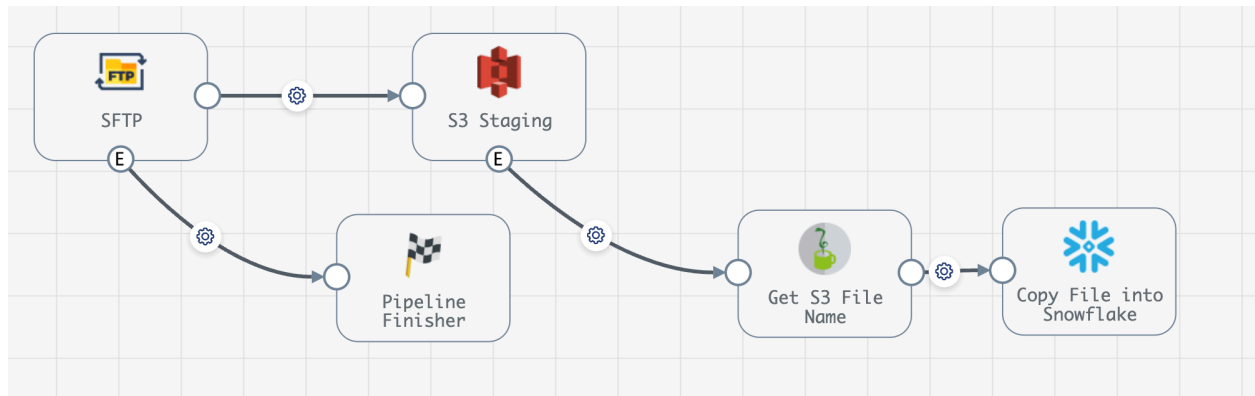 FTP
SFTP
E
S3 Staging
E
Pipeline
Finisher
Get S3 File
Name
Copy File into
Snowflake